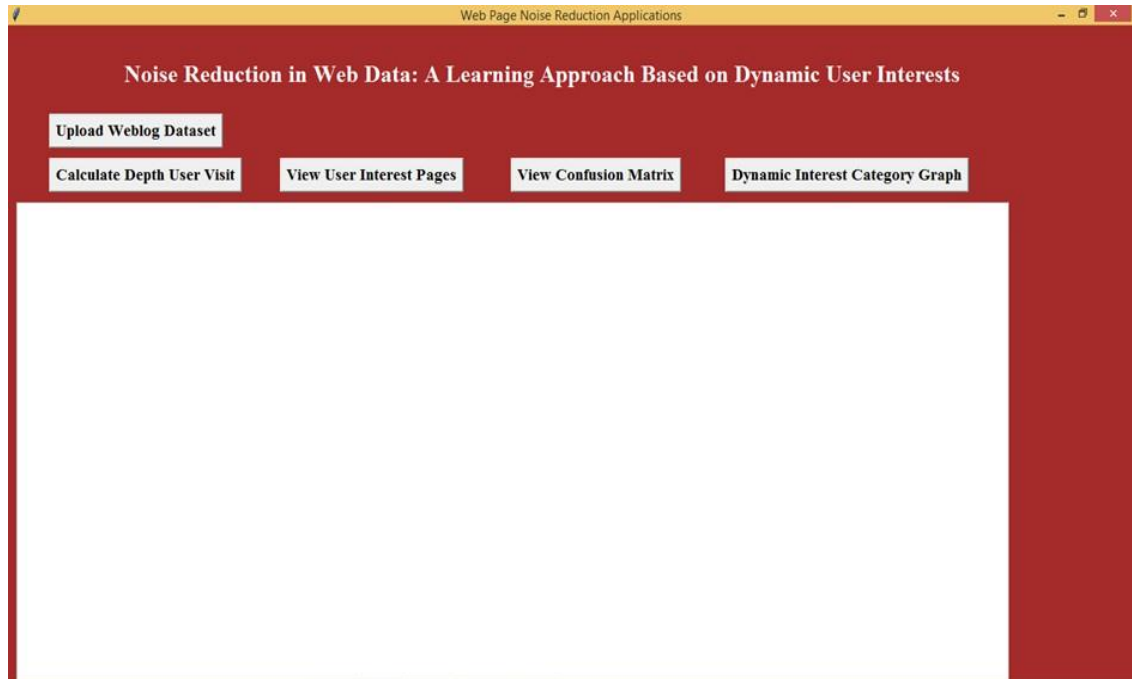 Web Page Noise Reduction Applications
Noise Reduction in Web Data: A Learning Approach Based on Dynamic User Interests
Upload Weblog Dataset
Calculate Depth User Visit
View User Interest Pages
View Confusion Matrix
Dynamic Interest Category Graph